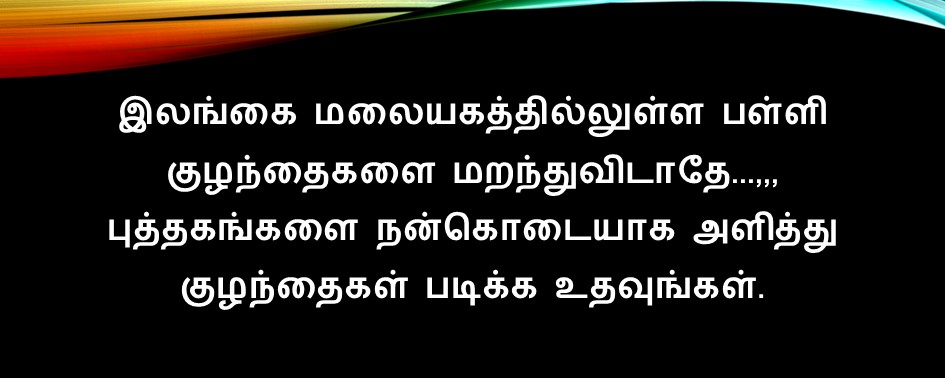 இலங்கை மலையகத்தில்லுள்ள பள்ளி
குழந்தைகளை மறந்துவிடாதே...,,,
புத்தகங்களை நன்கொடையாக அளித்து
குழந்தைகள் படிக்க உதவுங்கள்.